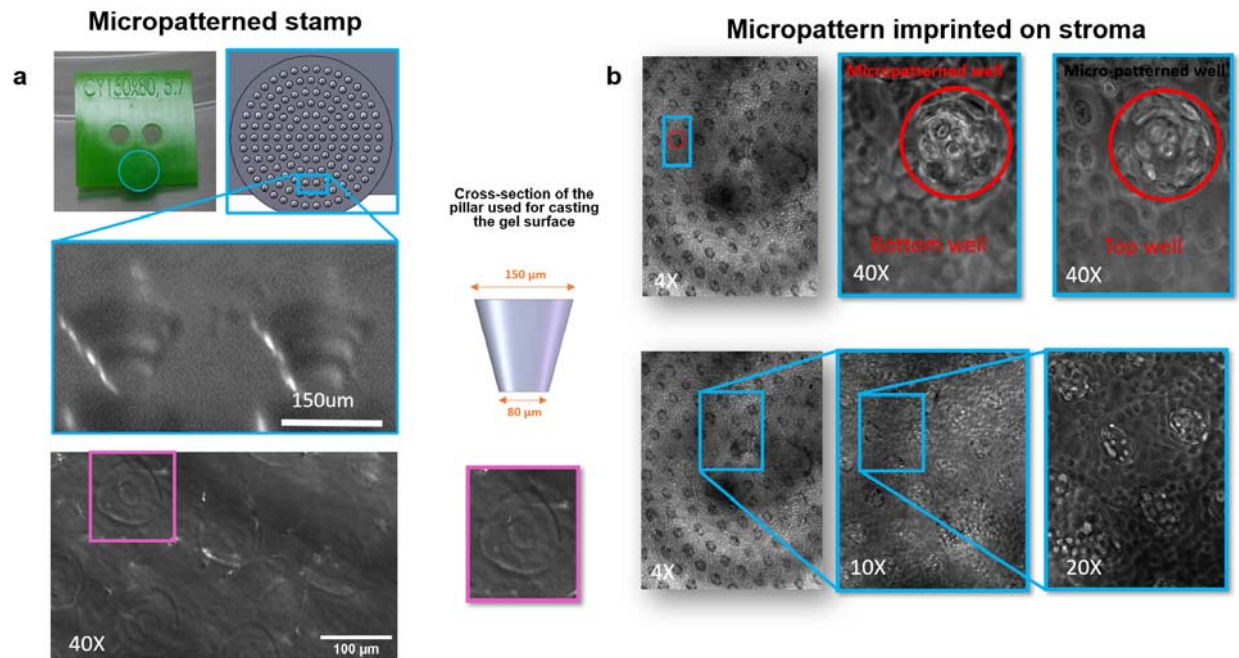 Micropatterned stamp
a
CY150X80, 5.7
150um
40X
100 µm
Cross-section of the
pillar used for casting
the gel surface
150 µm
80 µm
Micropattern imprinted on stroma
b
4X
Micropatterned well
Bottom well
40X
Micro-patterned well
Top well
40X
4X
10X
20X